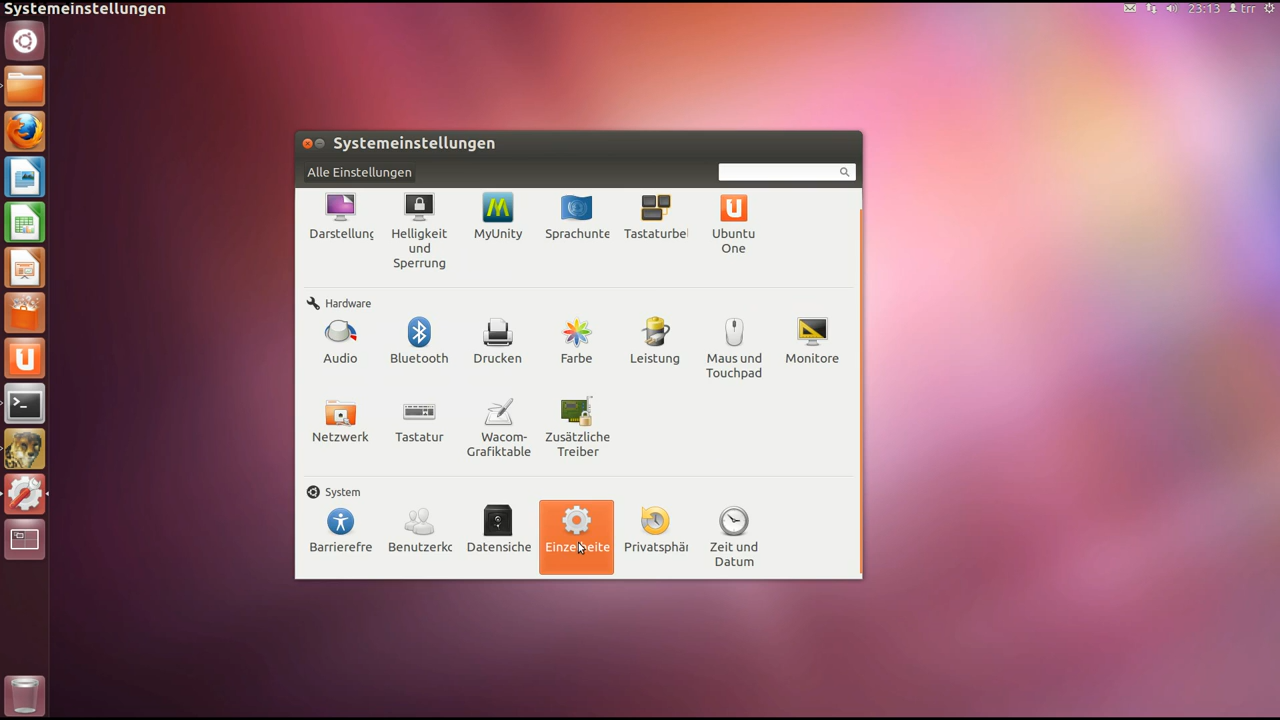 Systemeinstellungen
23:13 trr
Systemeinstellungen
Alle Einstellungen
Darstellung Helligkeit und Sperrung MyUnity Sprachunte Tastaturbel Ubuntu One
Hardware
Audio Bluetooth Drucken Farbe Leistung Maus und Touchpad Monitore
Netzwerk Tastatur Wacom-Grafiktable Zusätzliche Treiber
System
Barrierefre Benutzerko Datensiche Privatsphär Zeit und Datum